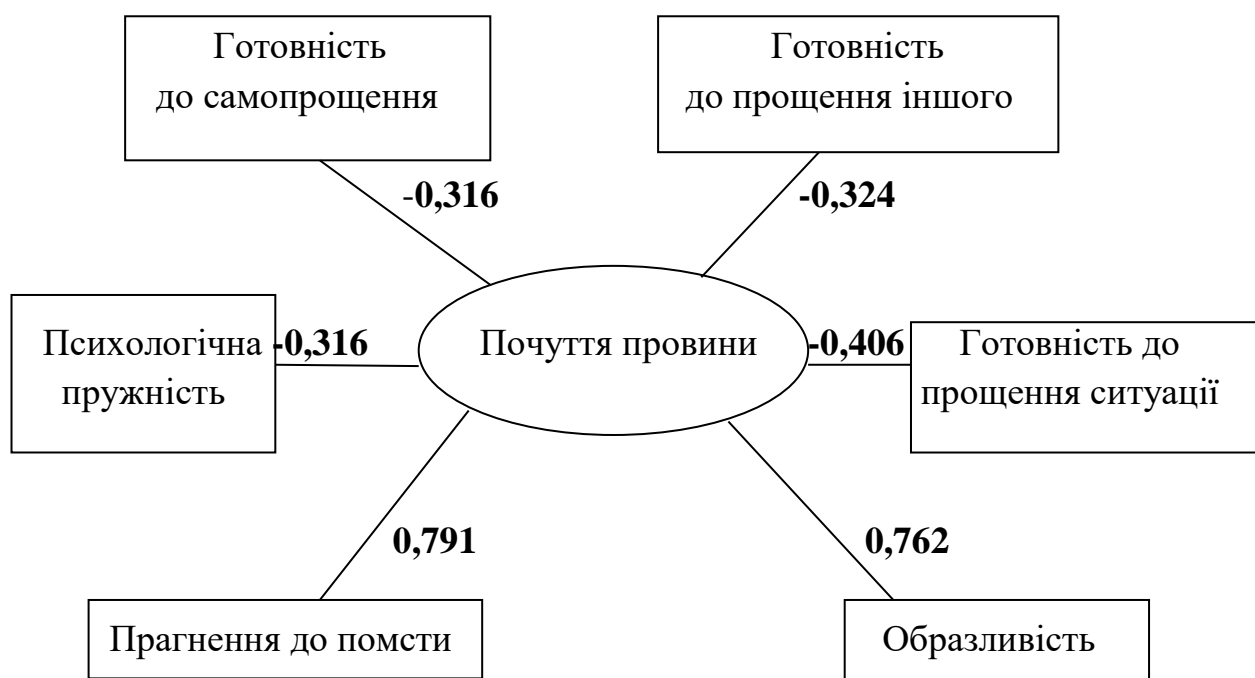 Готовність
до самопрощення
Готовність
до прощення іншого
-0,316
-0,324
Психологічна
пружність
-0,316
Почуття провини
-0,406
Готовність до
прощення ситуації
0,791
0,762
Прагнення до помсти
Образливість